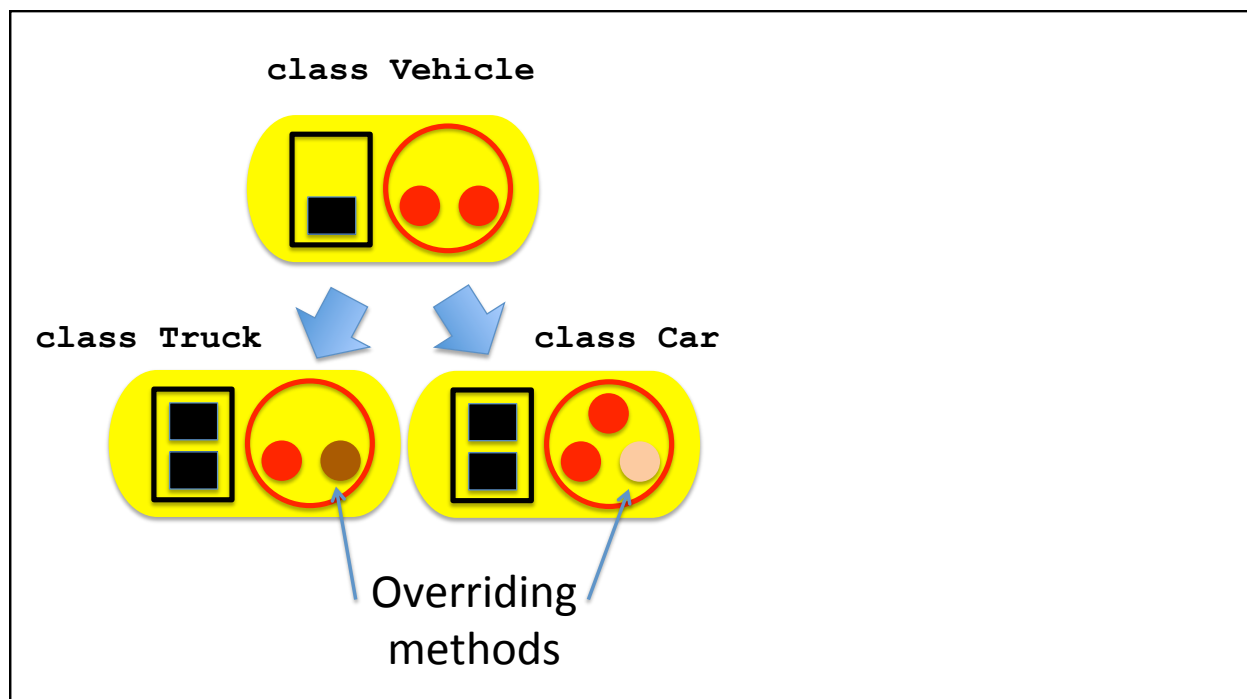 class Vehicle
class Truck
class Car
Overriding
methods